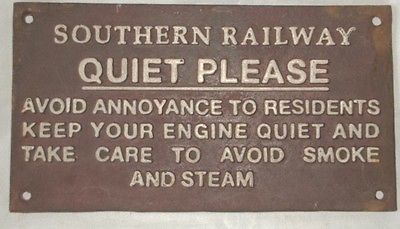 SOUTHERN RAILWAY
QUIET PLEASE
AVOID ANNOYANCE TO RESIDENTS
KEEP YOUR ENGINE QUIET AND
TAKE CARE TO AVOID SMOKE
AND STEAM